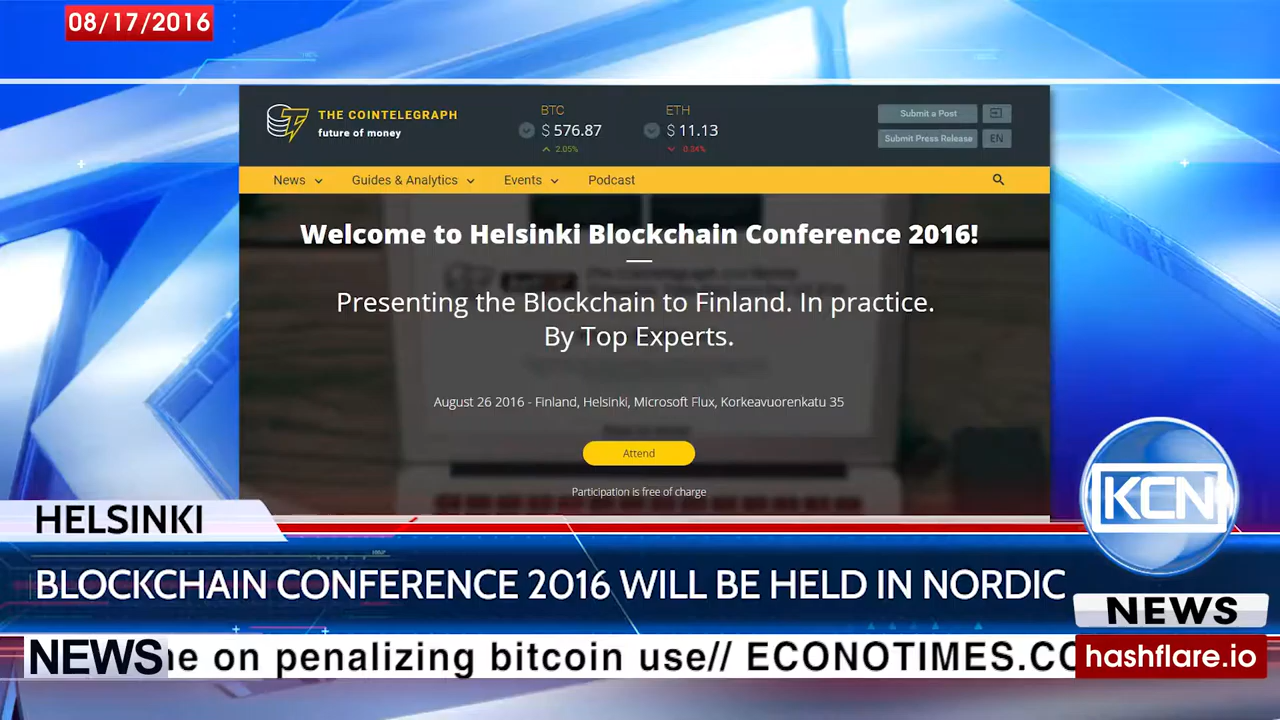 08/17/2016
THE COINTELEGRAPH
future of money
BTC
$ 576.87
2.05%
ETH
$ 11.13
0.34%
Submit a Post
Submit Press Release
EN
News
Guides & Analytics
Events
Podcast
Welcome to Helsinki Blockchain Conference 2016!
Presenting the Blockchain to Finland. In practice.
By Top Experts.
August 26 2016 - Finland, Helsinki, Microsoft Flux, Korkeavuorenkatu 35
Attend
Participation is free of charge
HELSINKI
KCN
BLOCKCHAIN CONFERENCE 2016 WILL BE HELD IN NORDIC
NEWS
NEWS
on penalizing bitcoin use// ECONOTIMES.CO
hashflare.io